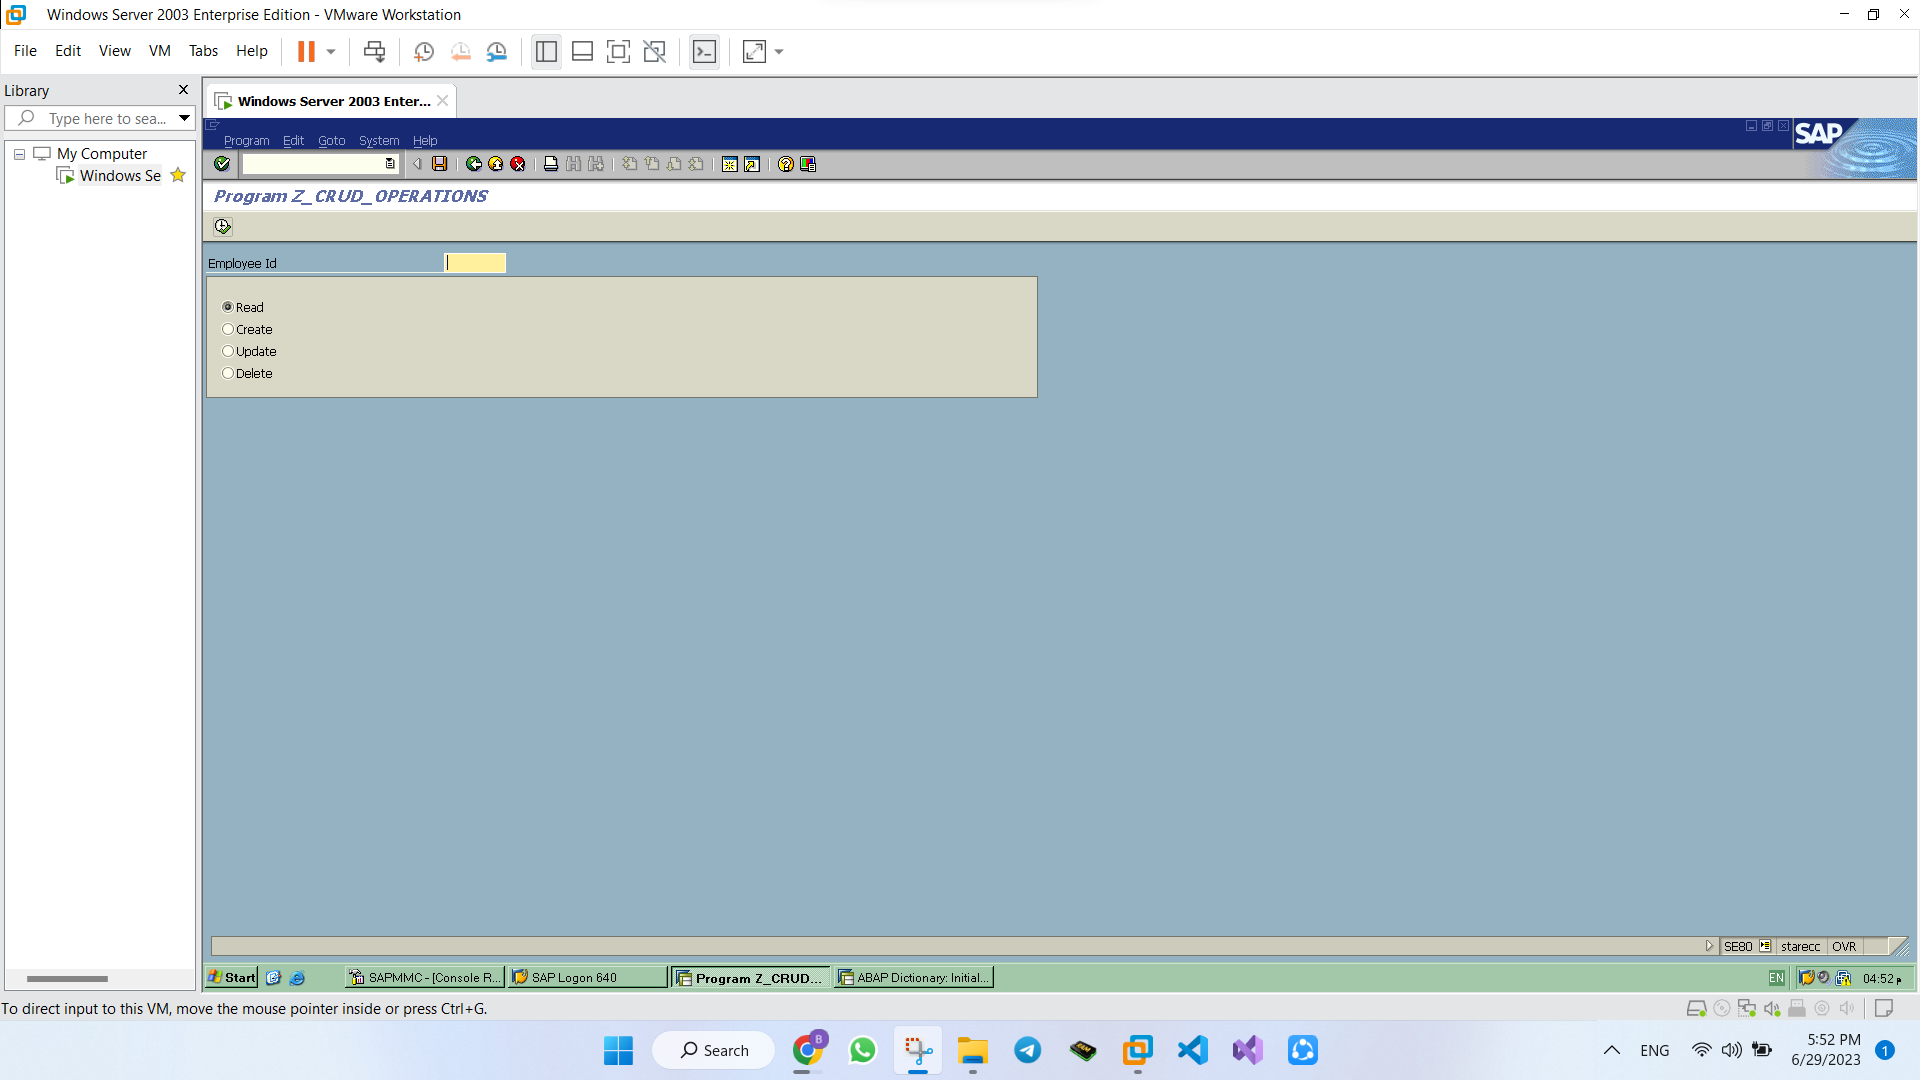 Windows Server 2003 Enterprise Edition - VMware Workstation
File Edit View VM Tabs Help
Library
Type here to sea...
My Computer
Windows Se
Windows Server 2003 Enter...
Program Edit Goto System Help
SAP
Program Z_CRUD_OPERATIONS
Employee Id
Read
Create
Update
Delete
SE80 starecc OVR
Start SAPMMC - [Console R... SAP Logon 640 Program Z_CRUD... ABAP Dictionary: Initial... EN 04:52 م
To direct input to this VM, move the mouse pointer inside or press Ctrl+G.
Search
B
ENG
5:52 PM
6/29/2023
1